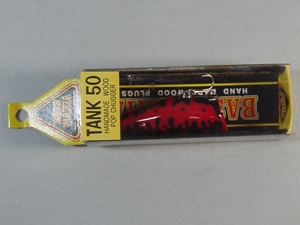 TANK 50
HANDMADE WOOD
POP CHUGGER
BA
HAND WOOD PLUGS